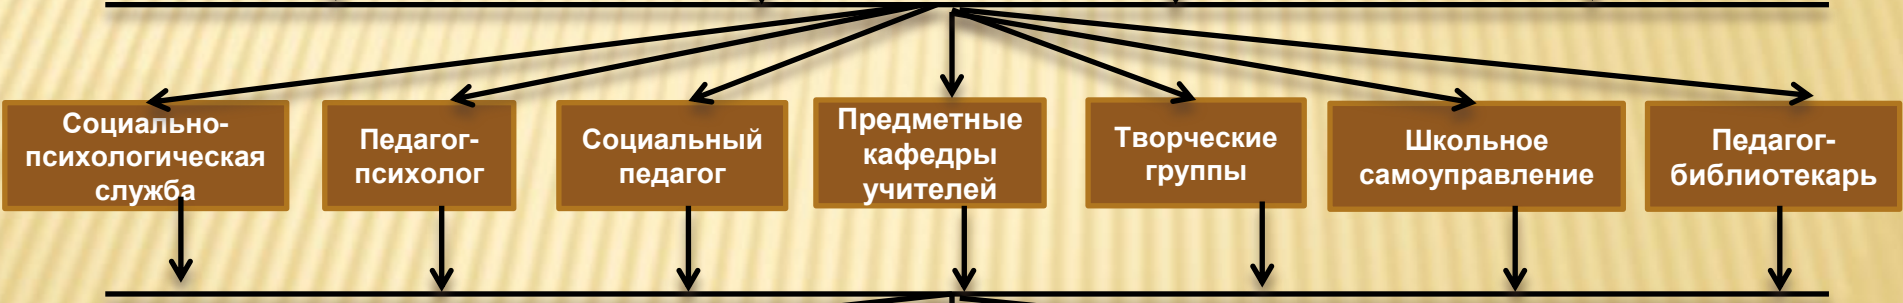 Социально-
психологическая
служба
Педагог-
психолог
Социальный
педагог
Предметные
кафедры
учителей
Творческие
группы
Школьное
самоуправление
Педагог-
библиотекарь